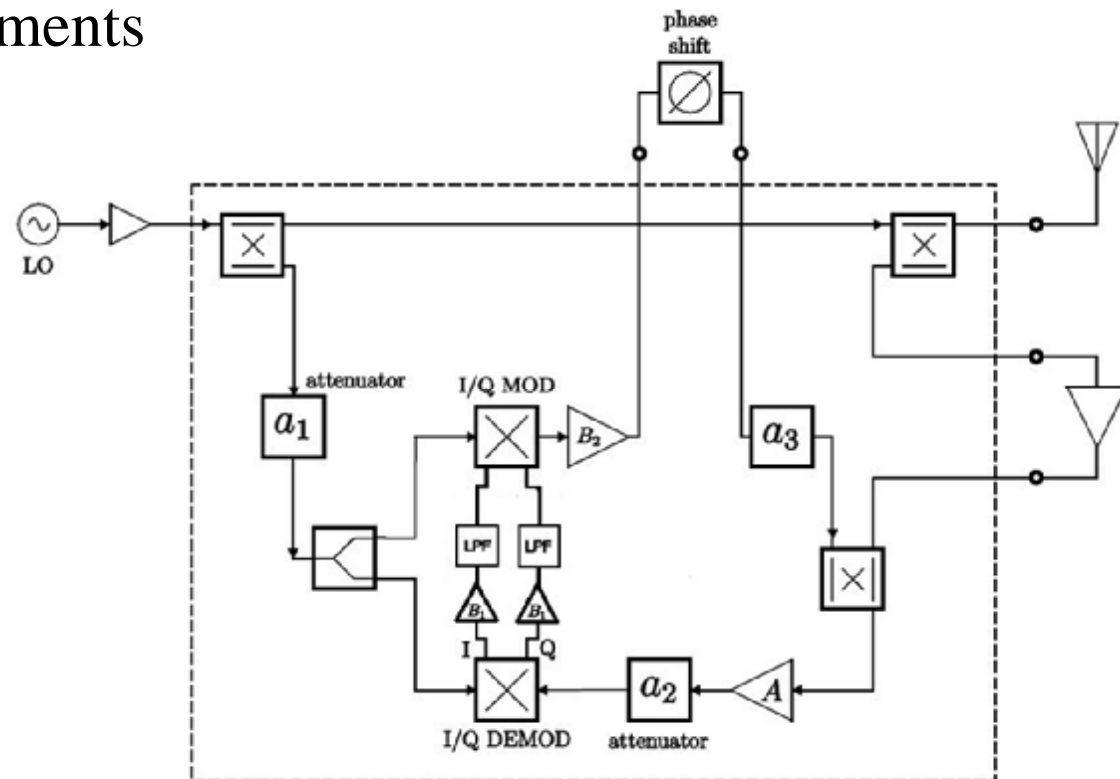 ments
phase
shift
LO
attenuator
I/Q MOD
a₁
B₂
a₃
LPF LPF
B₁ B₁
I Q
a₂
A
I/Q DEMOD
attenuator